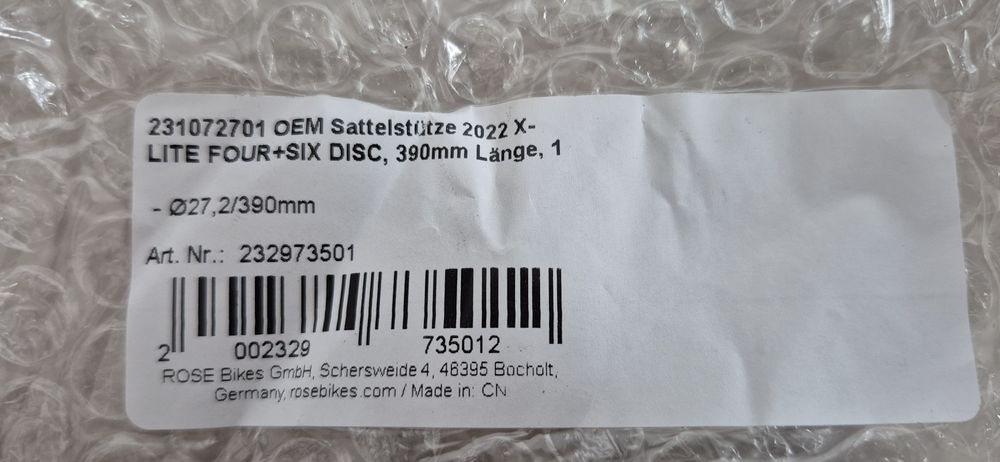 231072701 OEM Sattelstütze 2022 X-
LITE FOUR+SIX DISC, 390mm Länge, 1
- Ø27,2/390mm
Art. Nr.: 232973501
2 002329 735012
ROSE Bikes GmbH, Schersweide 4, 46395 Bocholt,
Germany, rosebikes.com / Made in: CN